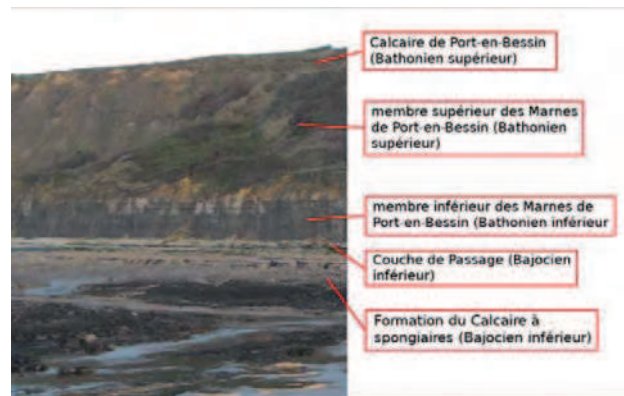 Calcaire de Port-en-Bessin
(Bathonien supérieur)
membre supérieur des Marnes
de Port-en-Bessin (Bathonien
supérieur)
membre inférieur des Marnes de
Port-en-Bessin (Bathonien inférieur
Couche de Passage (Bajocien
inférieur)
Formation du Calcaire à
spongiaires (Bajocien inférieur)